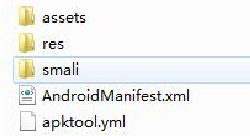 assets
res
smali
AndroidManifest.xml
apktool.yml